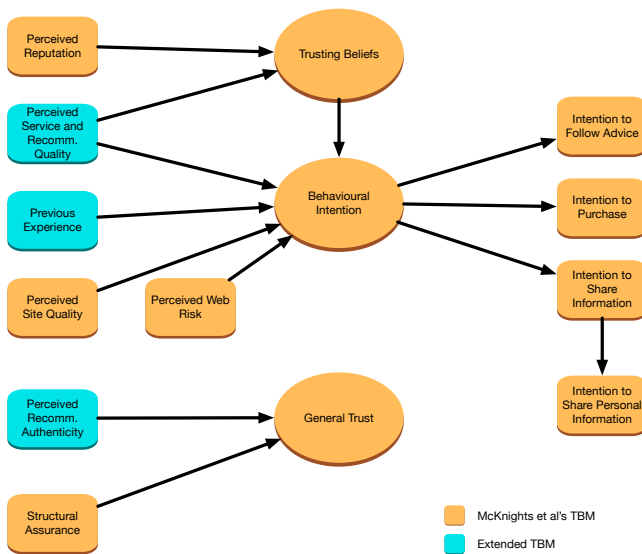 Perceived
Reputation
Trusting Beliefs
Perceived
Service and
Recomm.
Quality
Intention to
Follow Advice
Previous
Experience
Behavioural
Intention
Intention to
Purchase
Perceived
Site Quality
Perceived Web
Risk
Intention to
Share
Information
Perceived
Recomm.
Authenticity
General Trust
Intention to
Share Personal
Information
Structural
Assurance
McKnights et al's TBM
Extended TBM